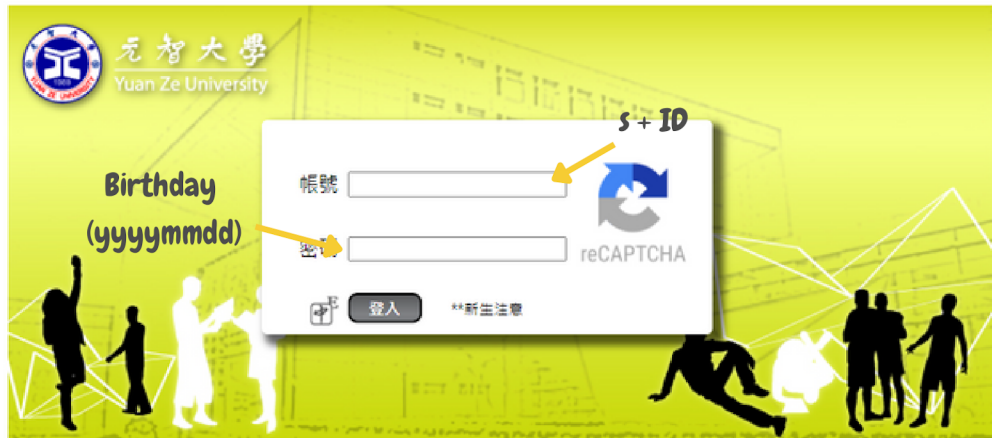 元智大學
Yuan Ze University
s + ID
帳號
Birthday
(yyyymmdd)
密碼
reCAPTCHA
登入
**新生注意